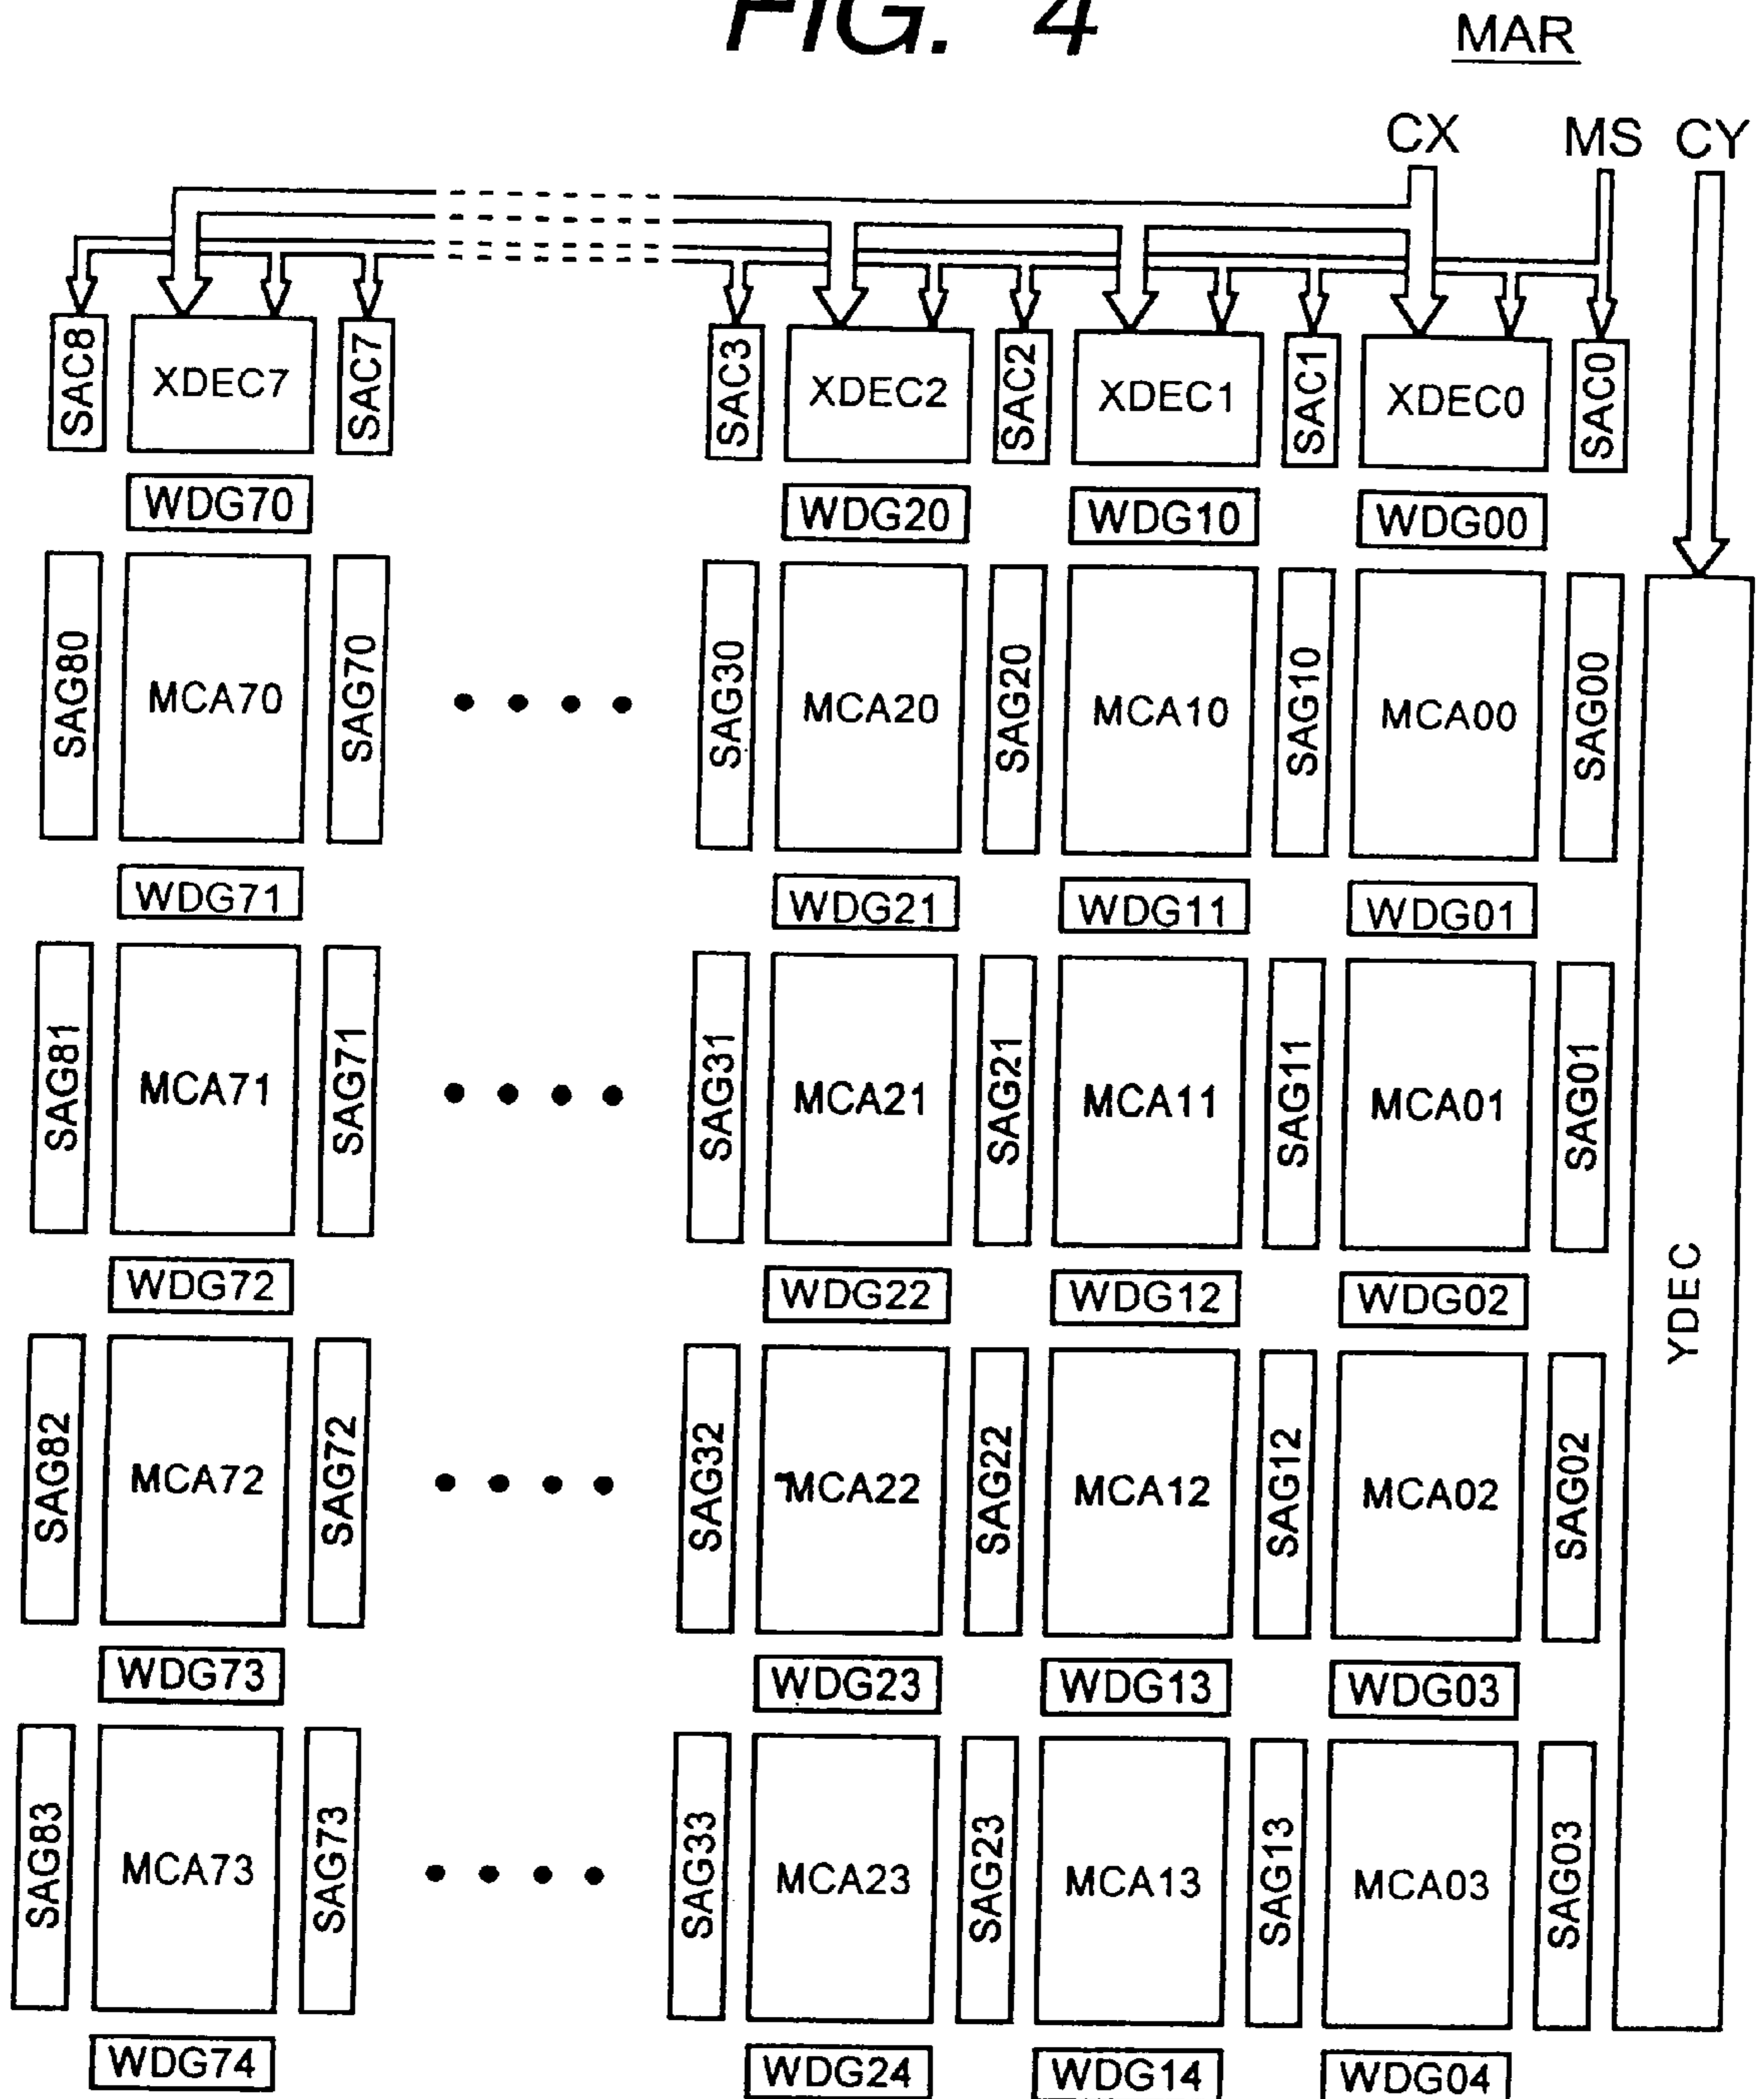 FIG. 4
MAR
CX MS CY
SAC8 XDEC7 SAC7 SAC3 XDEC2 SAC2 XDEC1 SAC1 XDEC0 SAC0
WDG70 WDG20 WDG10 WDG00
SAG80 MCA70 SAG70 SAG30 MCA20 SAG20 MCA10 SAG10 MCA00 SAG00
WDG71 WDG21 WDG11 WDG01
SAG81 MCA71 SAG71 SAG31 MCA21 SAG21 MCA11 SAG11 MCA01 SAG01
YDEC
WDG72 WDG22 WDG12 WDG02
SAG82 MCA72 SAG72 SAG32 MCA22 SAG22 MCA12 SAG12 MCA02 SAG02
WDG73 WDG23 WDG13 WDG03
SAG83 MCA73 SAG73 SAG33 MCA23 SAG23 MCA13 SAG13 MCA03 SAG03
WDG74 WDG24 WDG14 WDG04